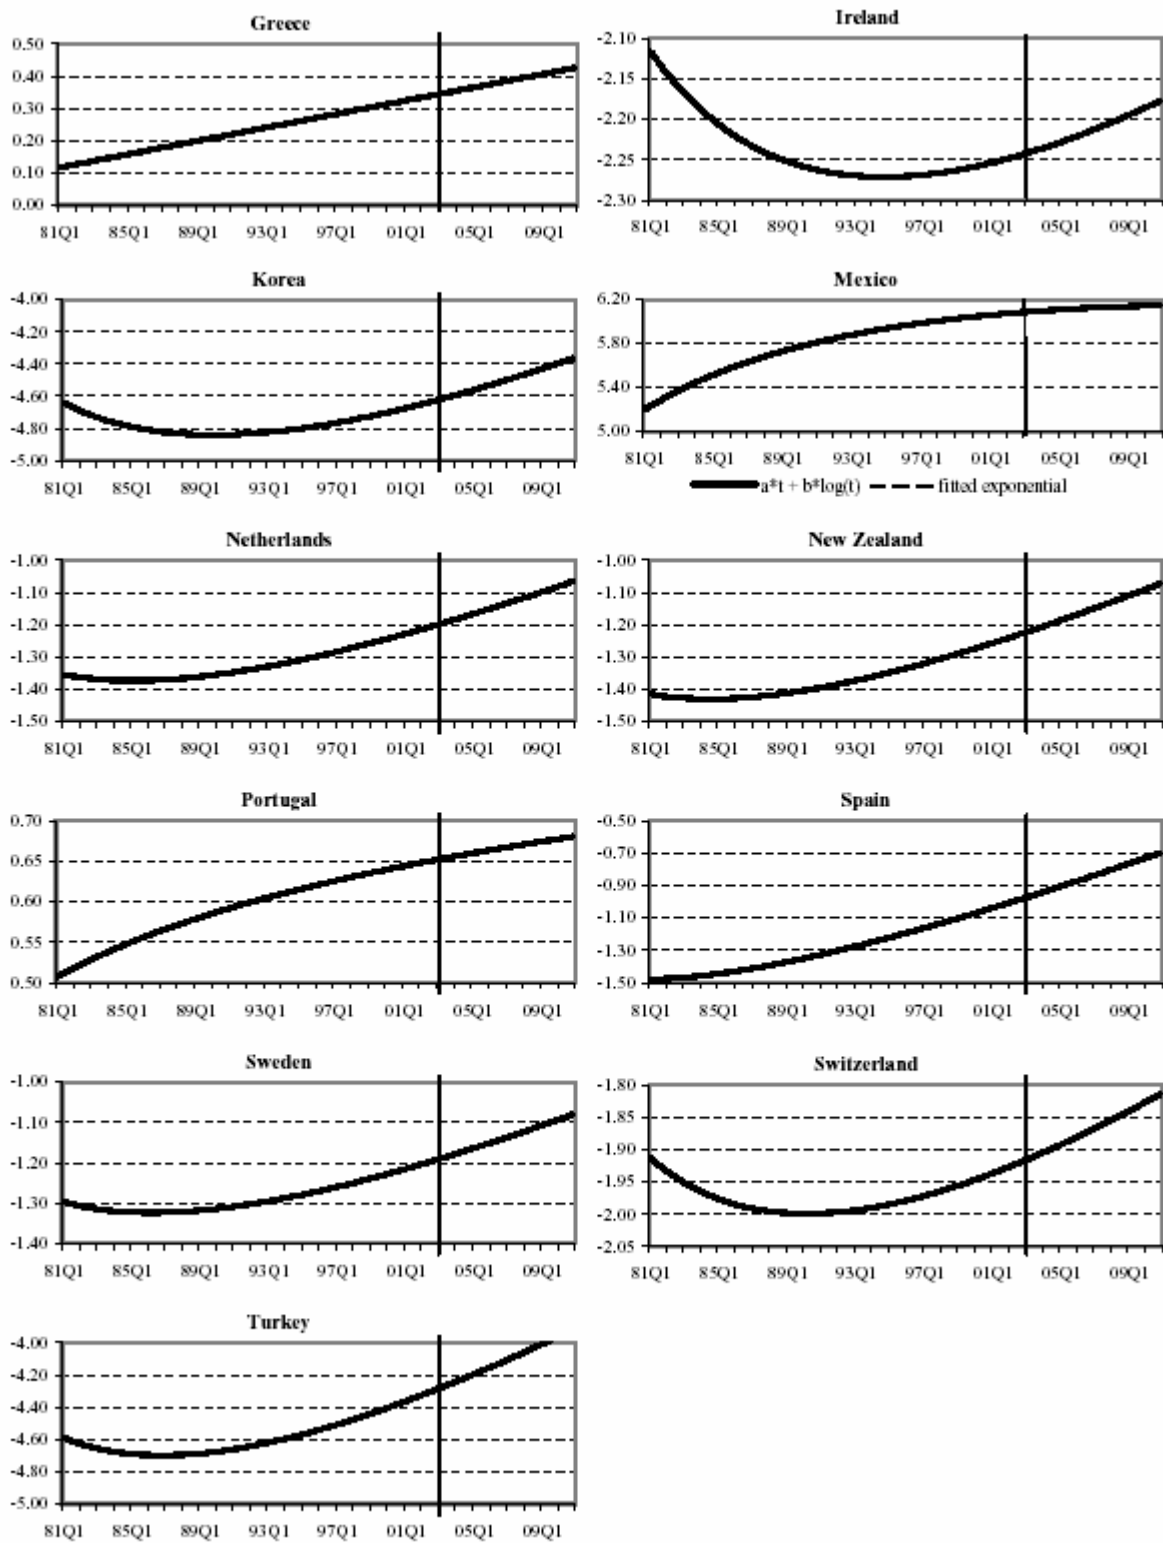 Greece
0.50
0.40
0.30
0.20
0.10
0.00
81Q1 85Q1 89Q1 93Q1 97Q1 01Q1 05Q1 09Q1
Ireland
-2.10
-2.15
-2.20
-2.25
-2.30
81Q1 85Q1 89Q1 93Q1 97Q1 01Q1 05Q1 09Q1
Korea
-4.00
-4.20
-4.40
-4.60
-4.80
-5.00
81Q1 85Q1 89Q1 93Q1 97Q1 01Q1 05Q1 09Q1
Mexico
6.20
5.80
5.40
5.00
81Q1 85Q1 89Q1 93Q1 97Q1 01Q1 05Q1 09Q1
a*t + b*log(t) fitted exponential
Netherlands
-1.00
-1.10
-1.20
-1.30
-1.40
-1.50
81Q1 85Q1 89Q1 93Q1 97Q1 01Q1 05Q1 09Q1
New Zealand
-1.00
-1.10
-1.20
-1.30
-1.40
-1.50
81Q1 85Q1 89Q1 93Q1 97Q1 01Q1 05Q1 09Q1
Portugal
0.70
0.65
0.60
0.55
0.50
81Q1 85Q1 89Q1 93Q1 97Q1 01Q1 05Q1 09Q1
Spain
-0.50
-0.70
-0.90
-1.10
-1.30
-1.50
81Q1 85Q1 89Q1 93Q1 97Q1 01Q1 05Q1 09Q1
Sweden
-1.00
-1.10
-1.20
-1.30
-1.40
81Q1 85Q1 89Q1 93Q1 97Q1 01Q1 05Q1 09Q1
Switzerland
-1.80
-1.85
-1.90
-1.95
-2.00
-2.05
81Q1 85Q1 89Q1 93Q1 97Q1 01Q1 05Q1 09Q1
Turkey
-4.00
-4.20
-4.40
-4.60
-4.80
-5.00
81Q1 85Q1 89Q1 93Q1 97Q1 01Q1 05Q1 09Q1